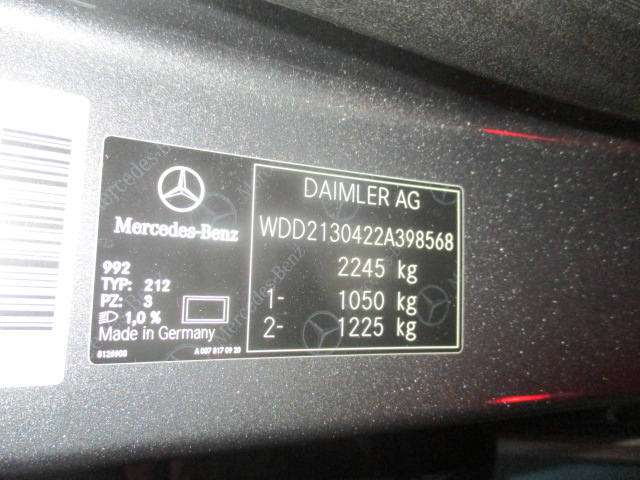 Mercedes-Benz
992
TYP: 212
PZ: 3
1,0 %
Made in Germany
8126908
A 007 817 09 20
DAIMLER AG
WDD2130422A398568
2245 kg
1- 1050 kg
2- 1225 kg